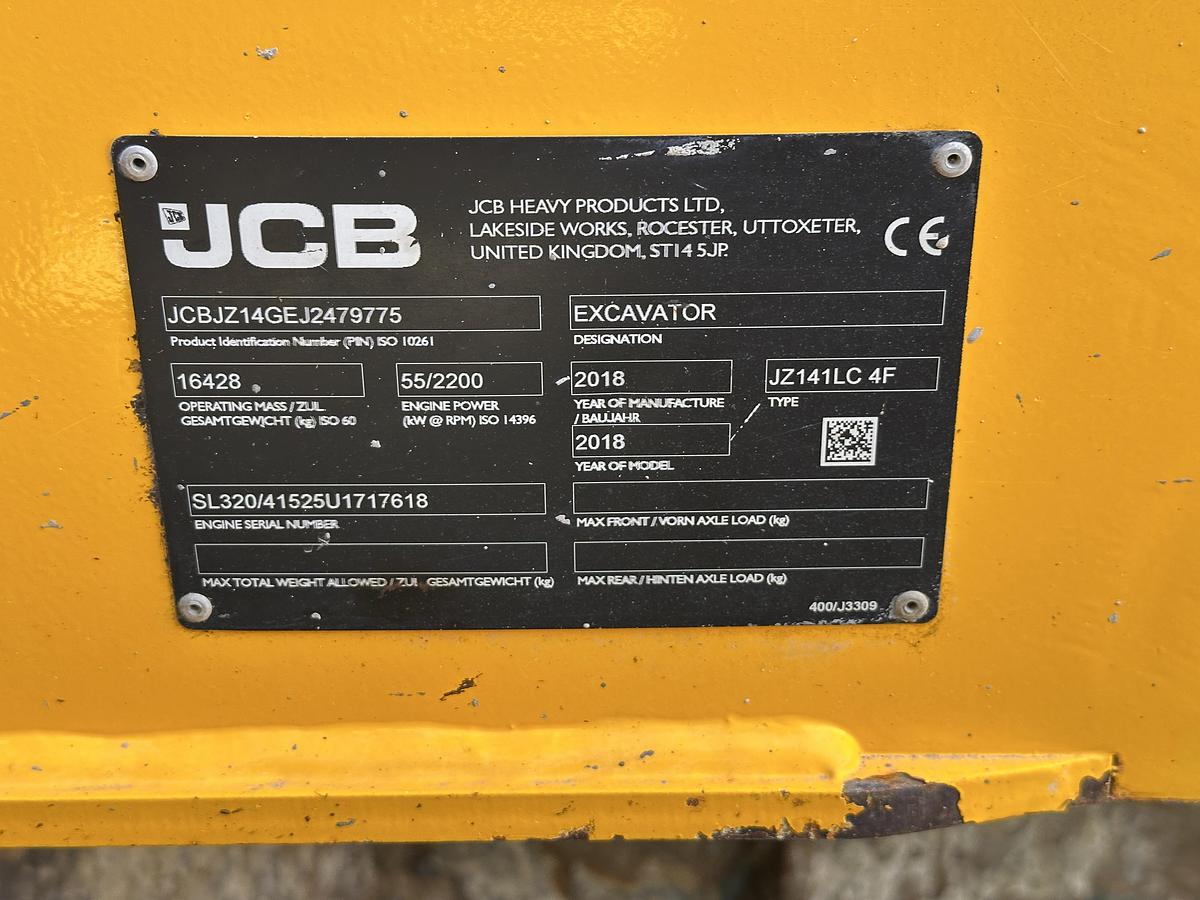 JCB
JCB HEAVY PRODUCTS LTD,
LAKESIDE WORKS, ROCESTER, UTTOXETER,
UNITED KINGDOM, ST14 5JP.
CE
JCBJZ14GEJ2479775
Product Identification Number (PIN) ISO 10261
EXCAVATOR
DESIGNATION
16428
OPERATING MASS / ZUL.
GESAMTGEWICHT (kg) ISO 60
55/2200
ENGINE POWER
(kW @ RPM) ISO 14396
2018
YEAR OF MANUFACTURE
/ BAUJAHR
JZ141LC 4F
TYPE
2018
YEAR OF MODEL
SL320/41525U1717618
ENGINE SERIAL NUMBER
MAX FRONT / VORN AXLE LOAD (kg)
MAX TOTAL WEIGHT ALLOWED / ZUL. GESAMTGEWICHT (kg)
MAX REAR / HINTEN AXLE LOAD (kg)
400/J3309